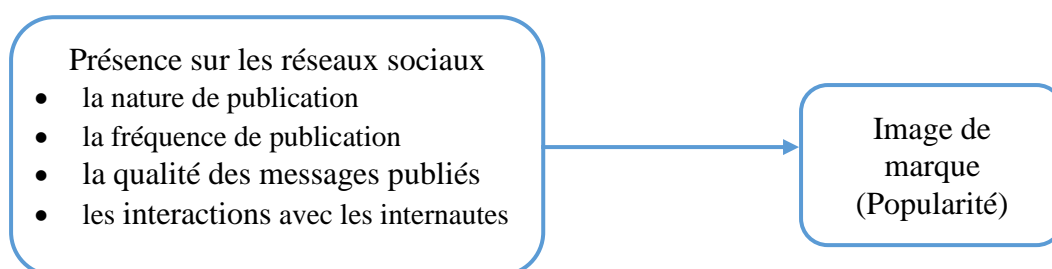 Présence sur les réseaux sociaux
• la nature de publication
• la fréquence de publication
• la qualité des messages publiés
• les interactions avec les internautes
Image de
marque
(Popularité)